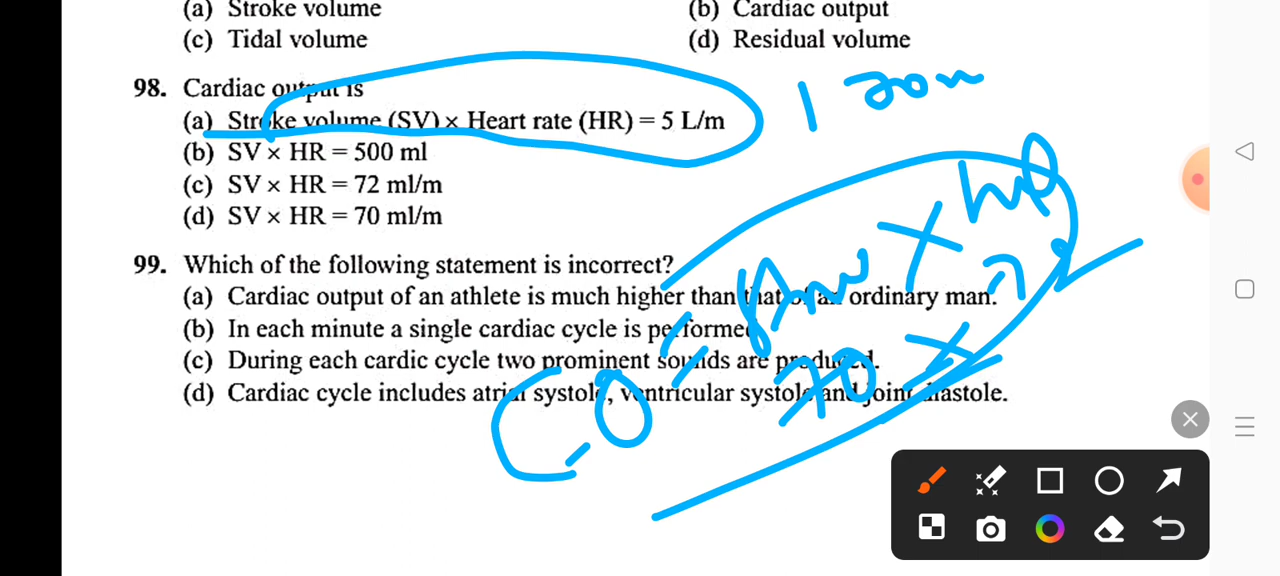 (a) Stroke volume (b) Cardiac output
(c) Tidal volume (d) Residual volume
98. Cardiac output is
(a) Stroke volume (SV) × Heart rate (HR) = 5 L/m
(b) SV × HR = 500 ml
(c) SV × HR = 72 ml/m
(d) SV × HR = 70 ml/m
99. Which of the following statement is incorrect?
(a) Cardiac output of an athlete is much higher than that of an ordinary man.
(b) In each minute a single cardiac cycle is performed
(c) During each cardic cycle two prominent sounds are produced.
(d) Cardiac cycle includes atrial systole, ventricular systole and joint diastole.
C.O
70 ×
72